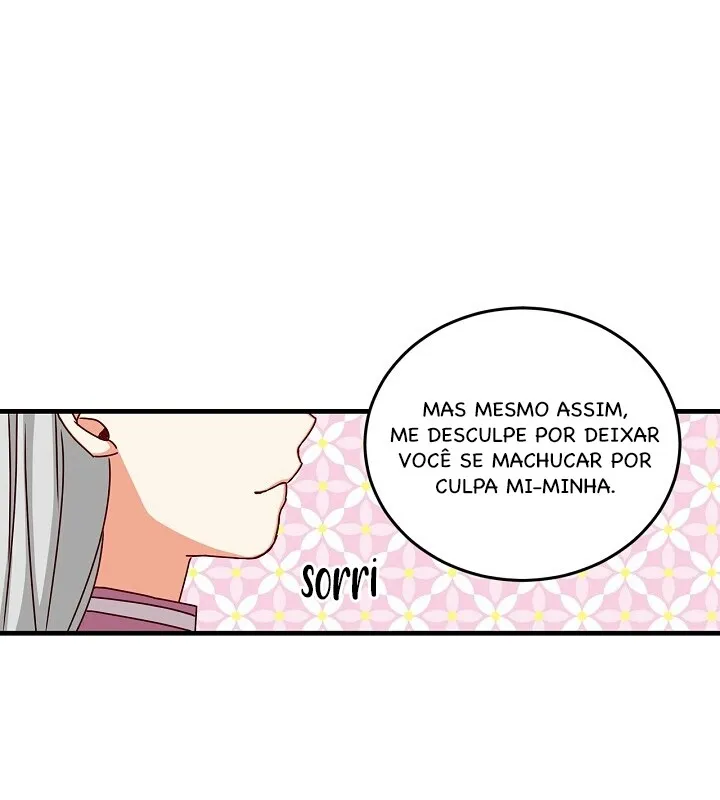 MAS MESMO ASSIM,
ME DESCULPE POR DEIXAR
VOCÊ SE MACHUCAR POR
CULPA MI-MINHA.
sorri